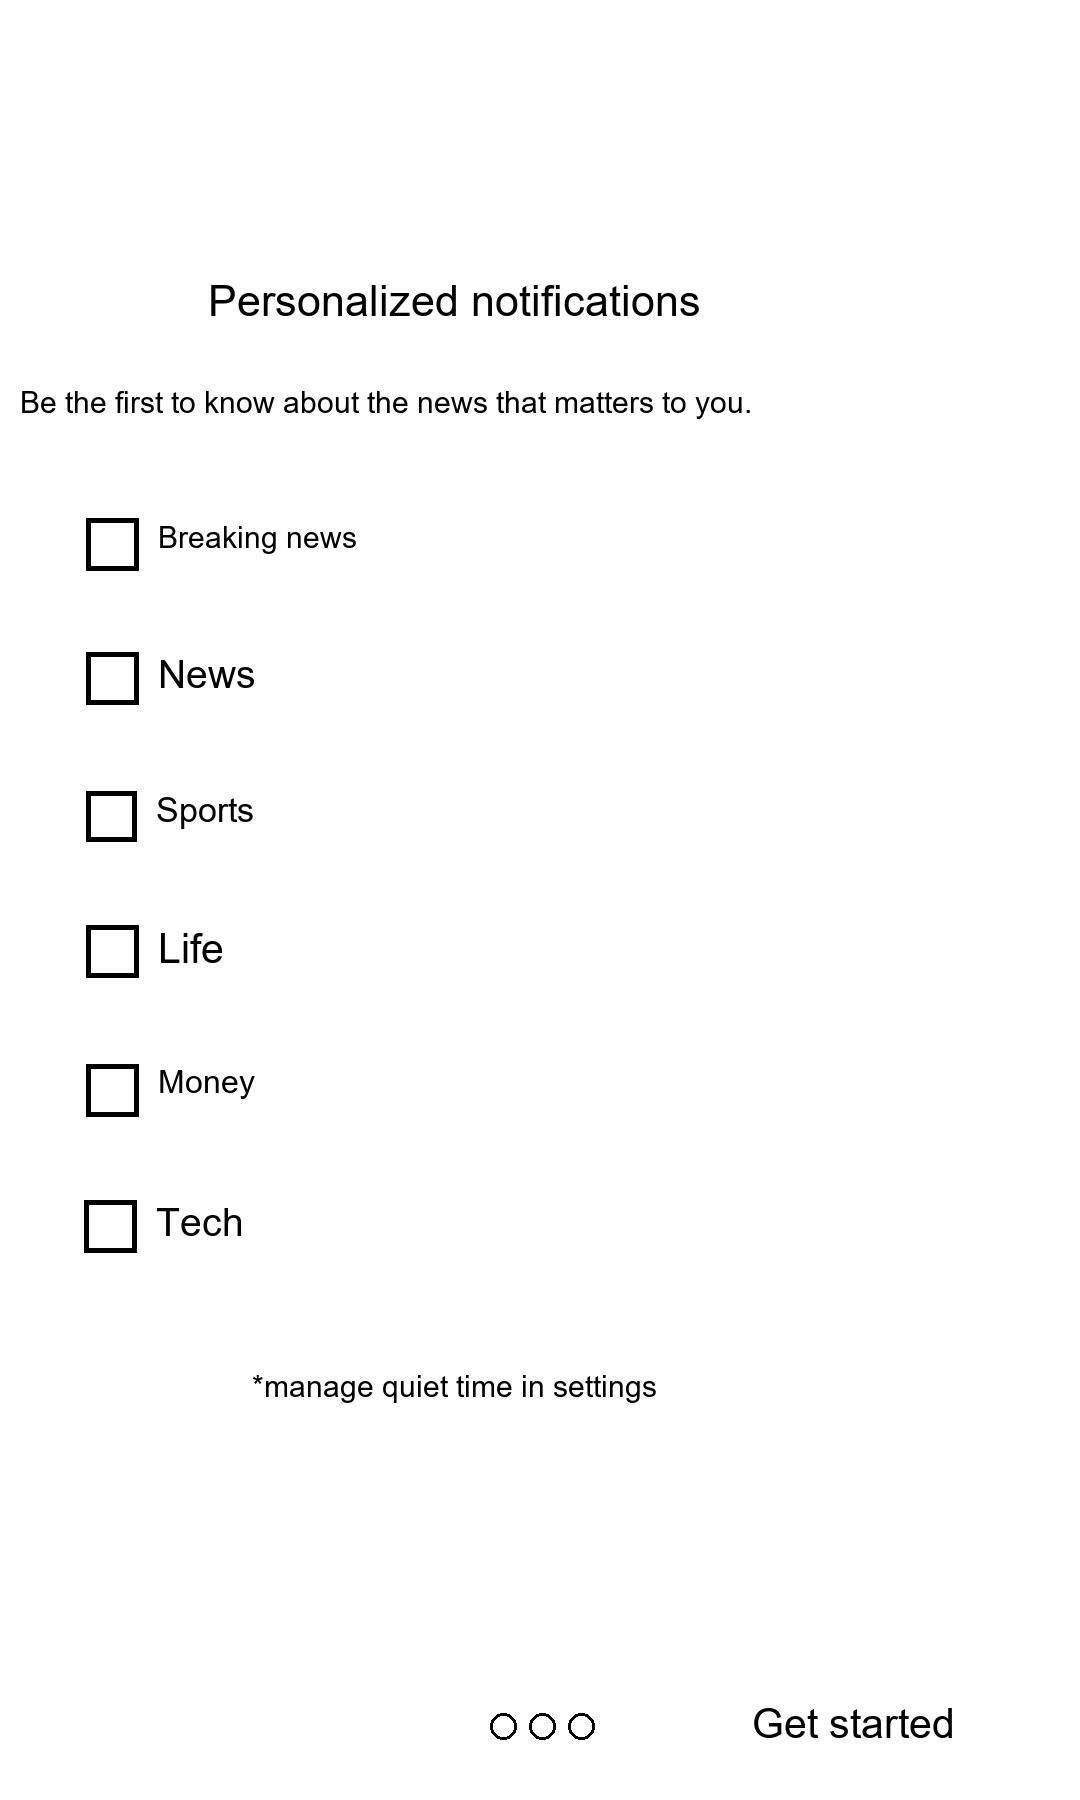 Personalized notifications
Be the first to know about the news that matters to you.
Breaking news
News
Sports
Life
Money
Tech
*manage quiet time in settings
Get started